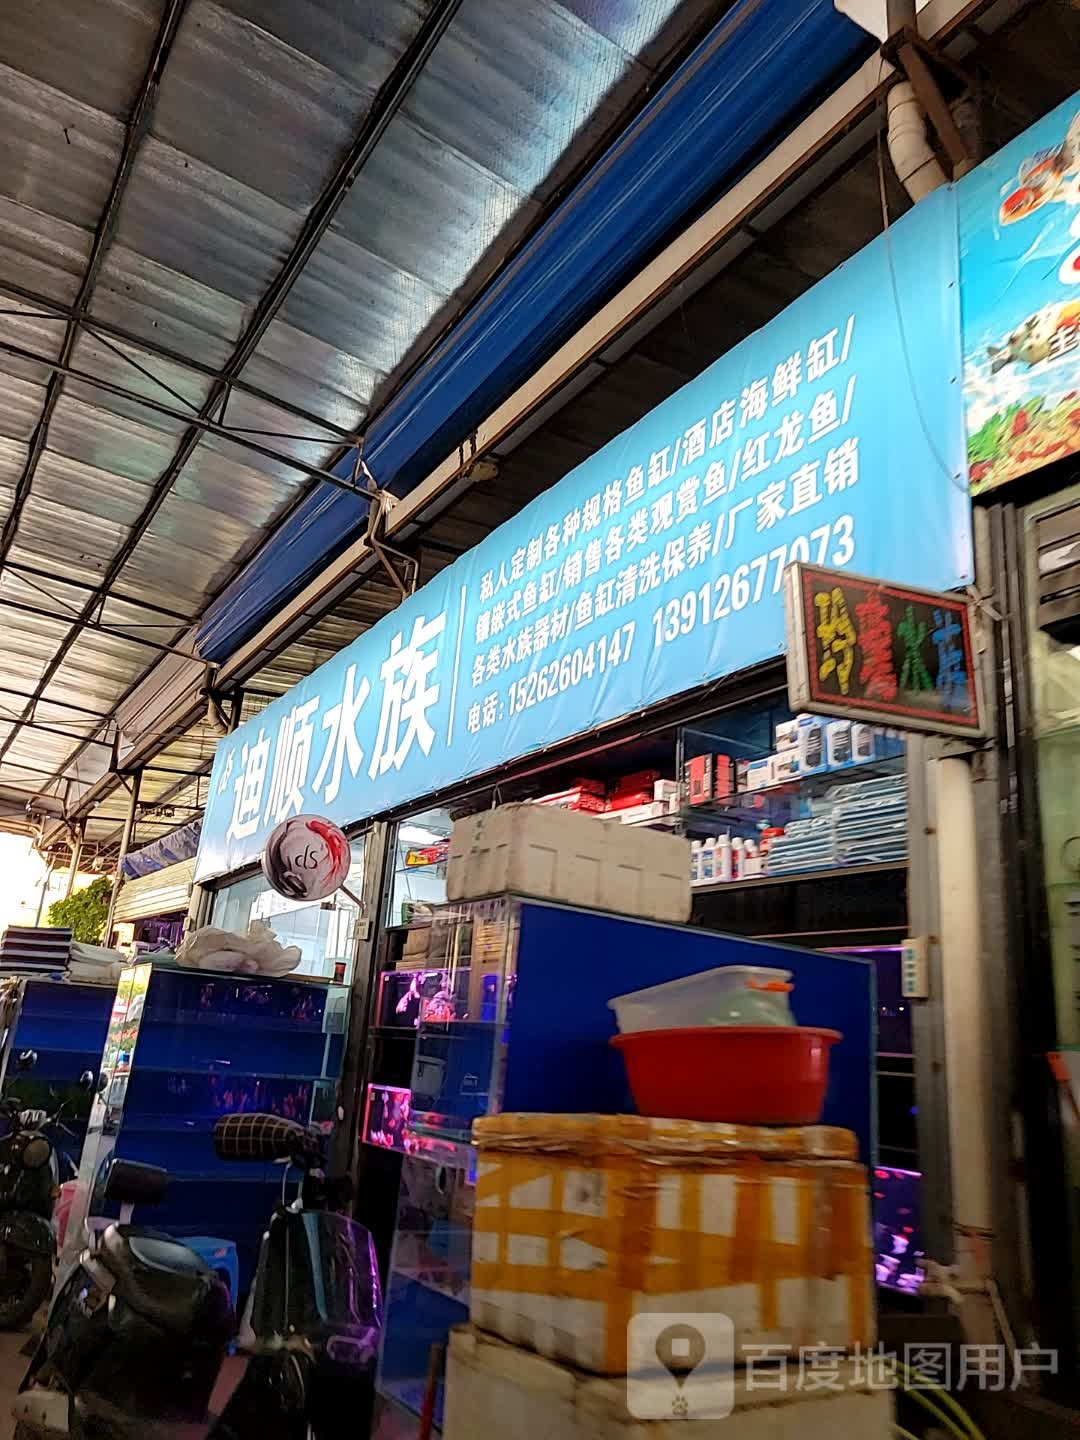 迪顺水族
私人定制各种规格鱼缸/酒店海鲜缸/
镶嵌式鱼缸/销售各类观赏鱼/红龙鱼/
各类水族器材/鱼缸清洗保养/厂家直销
电话:15262604147 13912677073
SP
百度地图用户